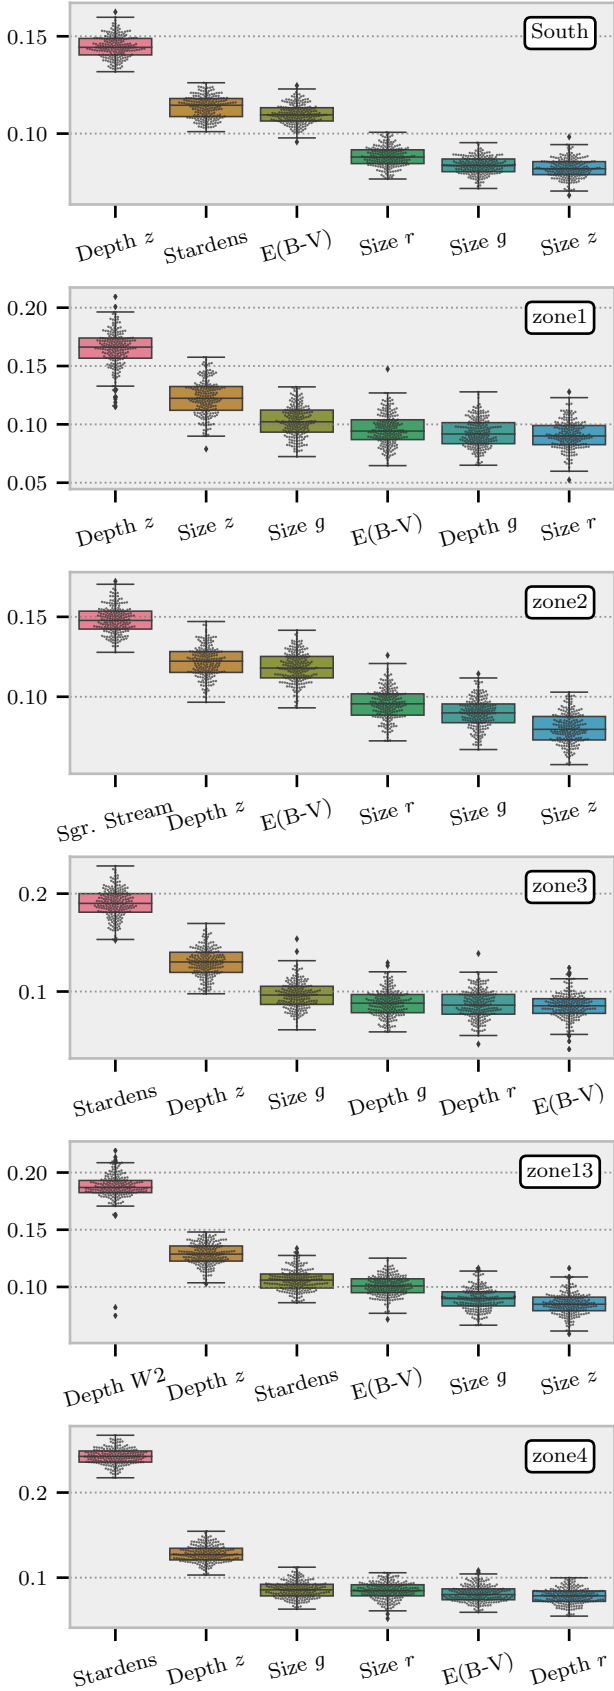 South
0.15
0.10
Depth z Stardens E(B-V) Size r Size g Size z
zone1
0.20
0.15
0.10
0.05
Depth z Size z Size g E(B-V) Depth g Size r
zone2
0.15
0.10
Sgr. Stream Depth z E(B-V) Size r Size g Size z
zone3
0.2
0.1
Stardens Depth z Size g Depth g Depth r E(B-V)
zone13
0.20
0.15
0.10
Depth W2 Depth z Stardens E(B-V) Size g Size z
zone4
0.2
0.1
Stardens Depth z Size g Size r E(B-V) Depth r